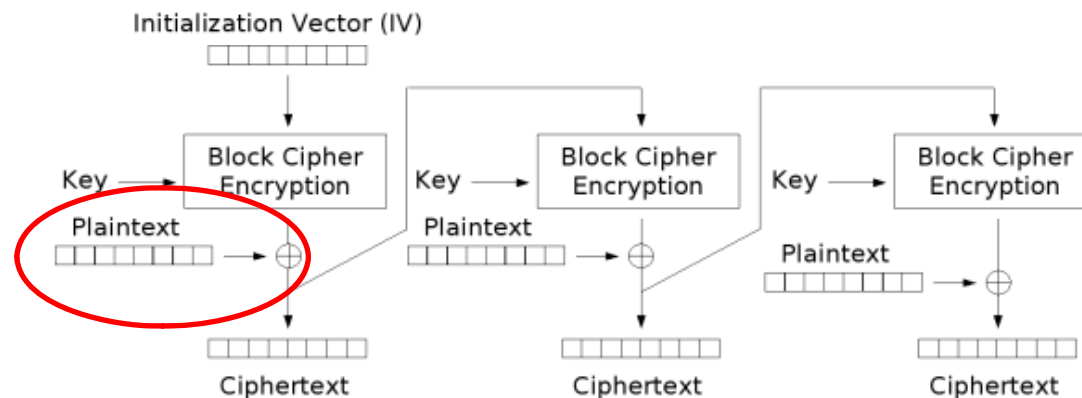 Initialization Vector (IV)
Key
Block Cipher
Encryption
Plaintext
Ciphertext
Key
Block Cipher
Encryption
Plaintext
Ciphertext
Key
Block Cipher
Encryption
Plaintext
Ciphertext